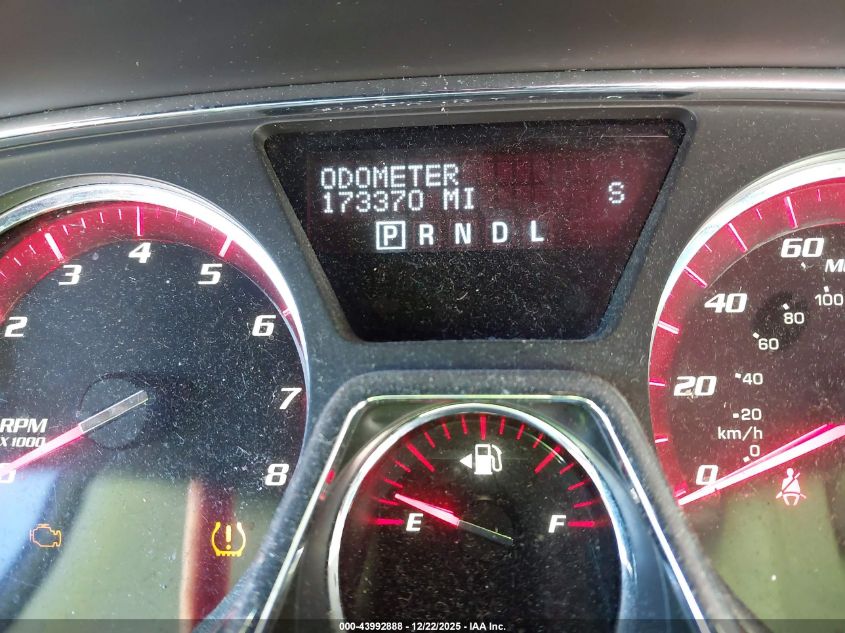 ODOMETER
173370 MI S
P R N D L
2 3 4 5 6 7 8
RPM
X 1000
E F
0 20 40 60
0 20 40 60 80 100
km/h
000-43992888 - 12/22/2025 - IAA Inc.